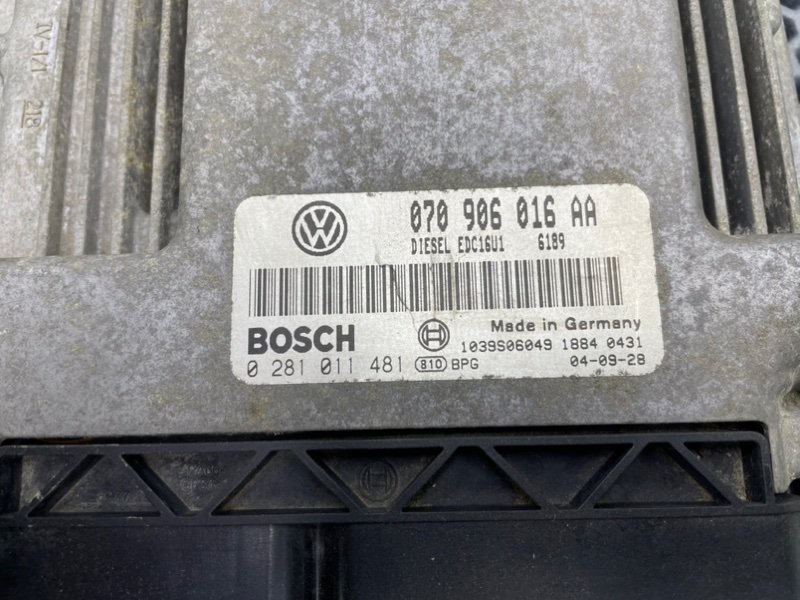 070 906 016 AA
DIESEL EDC16U1 6189
BOSCH
Made in Germany
1039S06049 1884 0431
0 281 011 481 810 BPG
04-09-28